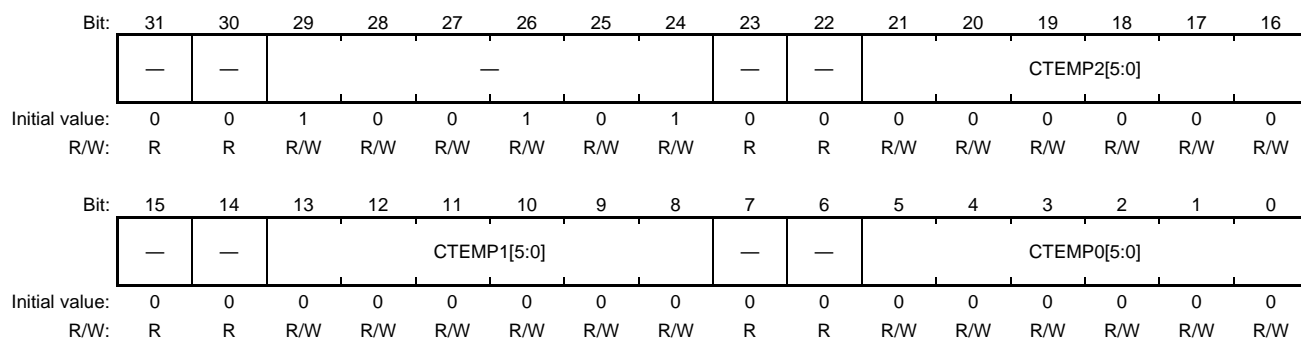 Bit: 31 30 29 28 27 26 25 24 23 22 21 20 19 18 17 16
— — — — — CTEMP2[5:0]
Initial value: 0 0 1 0 0 1 0 1 0 0 0 0 0 0 0 0
R/W: R R R/W R/W R/W R/W R/W R/W R R R/W R/W R/W R/W R/W R/W
Bit: 15 14 13 12 11 10 9 8 7 6 5 4 3 2 1 0
— — CTEMP1[5:0] — — CTEMP0[5:0]
Initial value: 0 0 0 0 0 0 0 0 0 0 0 0 0 0 0 0
R/W: R R R/W R/W R/W R/W R/W R/W R R R/W R/W R/W R/W R/W R/W